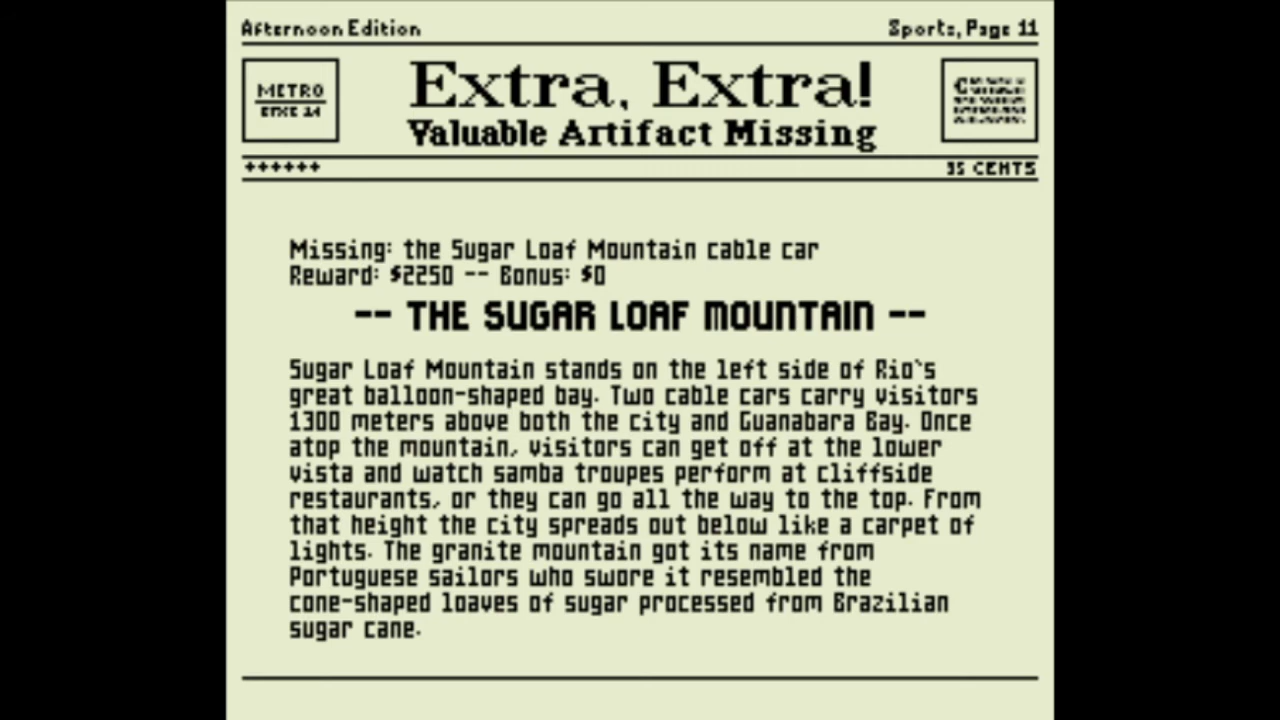 Afternoon Edition
Sports, Page 11
METRO
Extra, Extra!
Valuable Artifact Missing
++++++
35 CENTS
Missing: the Sugar Loaf Mountain cable car
Reward: $2250 -- Bonus: $0
-- THE SUGAR LOAF MOUNTAIN --
Sugar Loaf Mountain stands on the left side of Rio's
great balloon-shaped bay. Two cable cars carry visitors
1300 meters above both the city and Guanabara Bay. Once
atop the mountain, visitors can get off at the lower
vista and watch samba troupes perform at cliffside
restaurants, or they can go all the way to the top. From
that height the city spreads out below like a carpet of
lights. The granite mountain got its name from
Portuguese sailors who swore it resembled the
cone-shaped loaves of sugar processed from Brazilian
sugar cane.